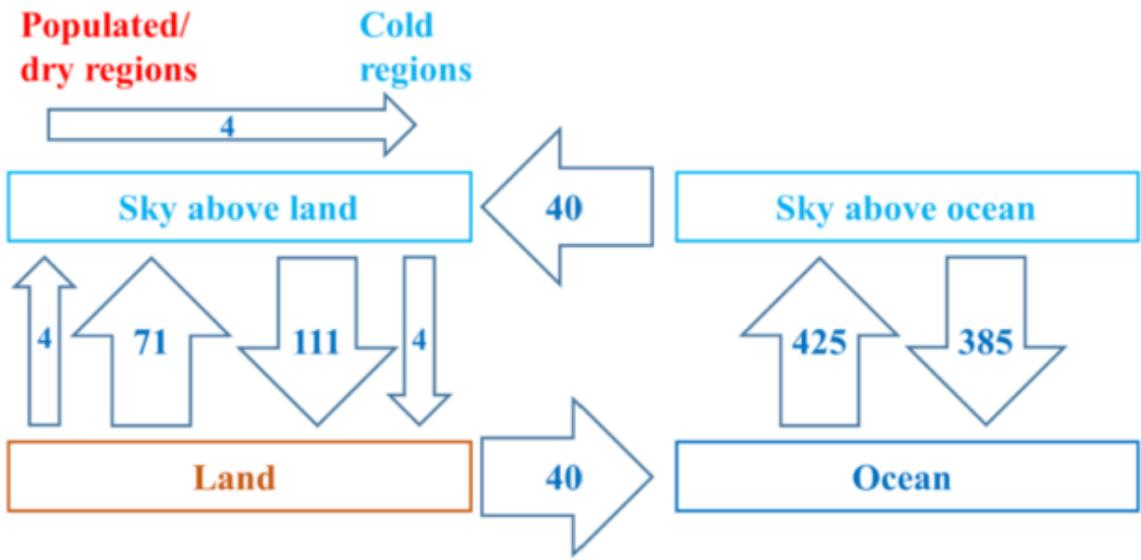 Populated/
dry regions
Cold
regions
4
Sky above land
40
Sky above ocean
4
71
111
4
425
385
Land
40
Ocean